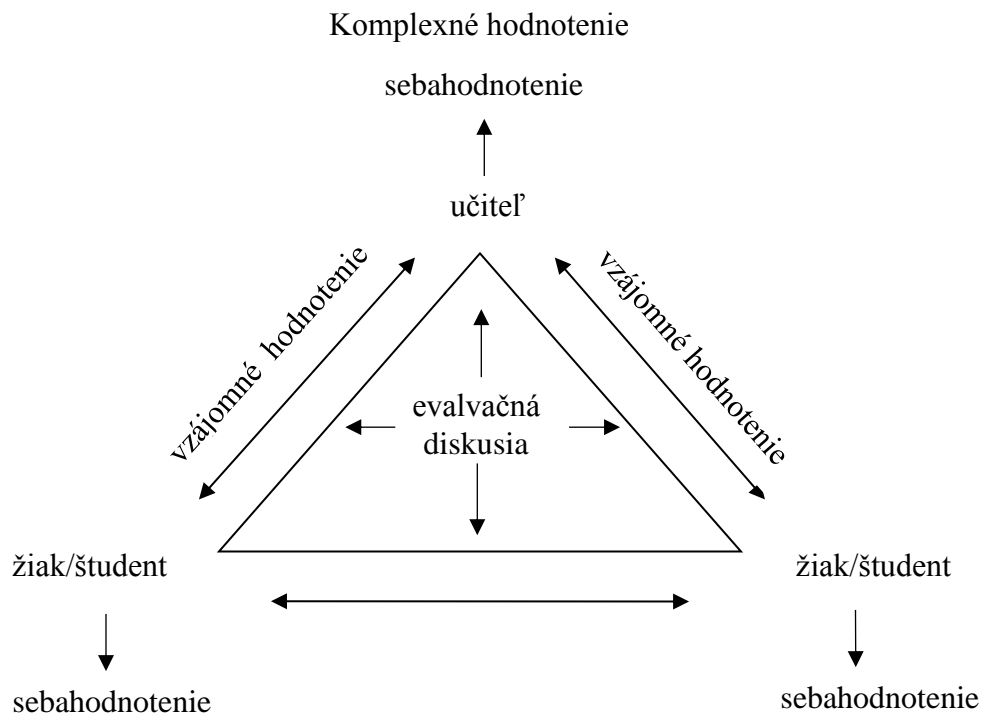 Komplexné hodnotenie
sebahodnotenie
učiteľ
vzájomné hodnotenie
vzájomné hodnotenie
evalvačná
diskusia
žiak/študent
žiak/študent
sebahodnotenie
sebahodnotenie